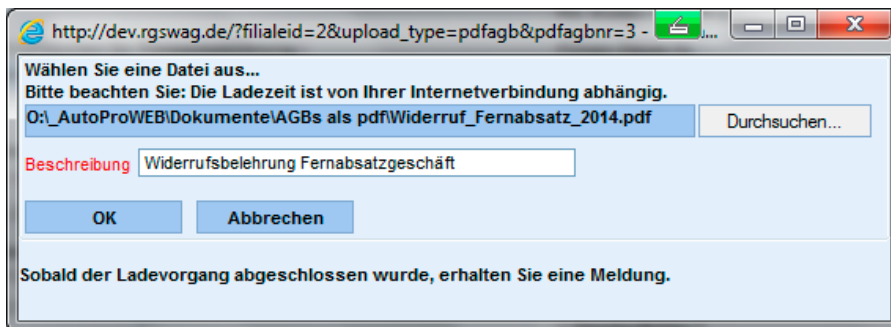 http://dev.rgswag.de/?filialeid=2&upload_type=pdfagb&pdfagbnr=3 - ...
Wählen Sie eine Datei aus...
Bitte beachten Sie: Die Ladezeit ist von Ihrer Internetverbindung abhängig.
O:\_AutoProWEB\Dokumente\AGBs als pdf\Widerruf_Fernabsatz_2014.pdf Durchsuchen...
Beschreibung Widerrufsbelehrung Fernabsatzgeschäft
OK Abbrechen
Sobald der Ladevorgang abgeschlossen wurde, erhalten Sie eine Meldung.